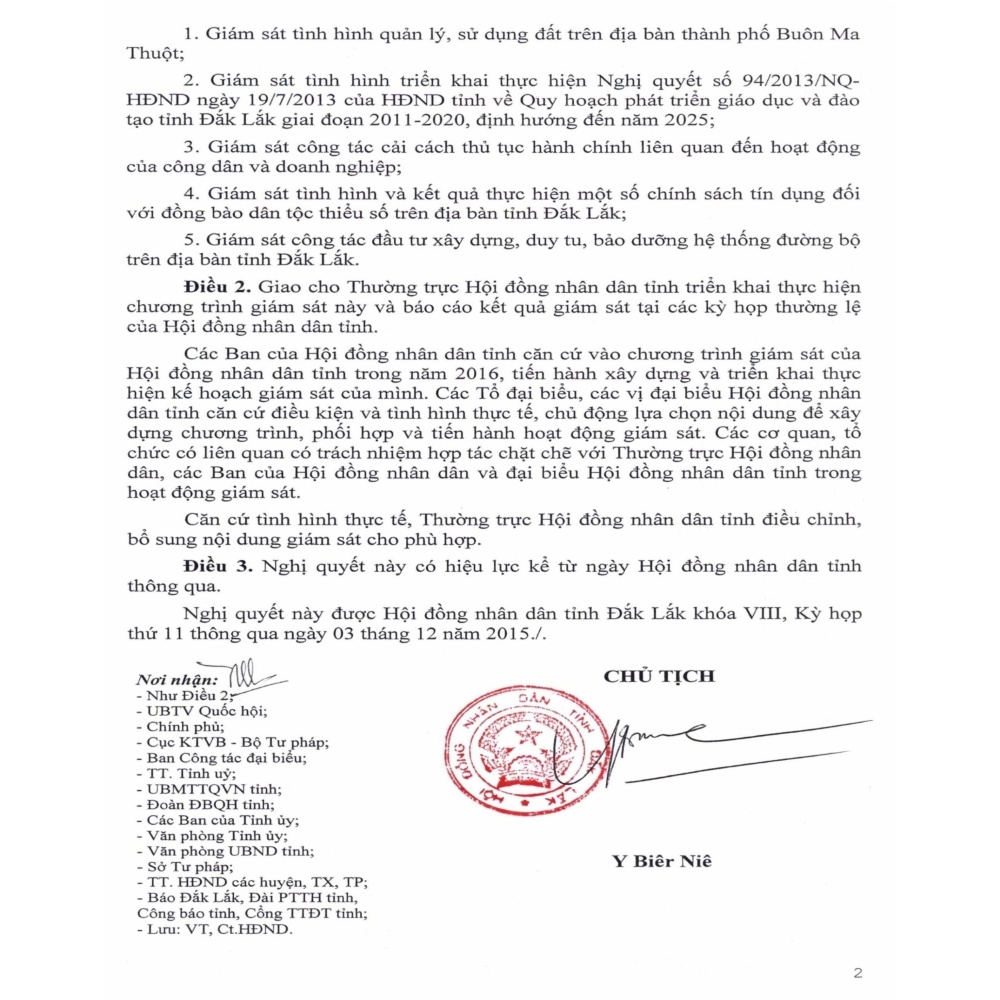 1. Giám sát tình hình quản lý, sử dụng đất trên địa bàn thành phố Buôn Ma
Thuột;
2. Giám sát tình hình triển khai thực hiện Nghị quyết số 94/2013/NQ-
HĐND ngày 19/7/2013 của HĐND tỉnh về Quy hoạch phát triển giáo dục và đào
tạo tỉnh Đắk Lắk giai đoạn 2011-2020, định hướng đến năm 2025;
3. Giám sát công tác cải cách thủ tục hành chính liên quan đến hoạt động
của công dân và doanh nghiệp;
4. Giám sát tình hình và kết quả thực hiện một số chính sách tín dụng đối
với đồng bào dân tộc thiểu số trên địa bàn tỉnh Đắk Lắk;
5. Giám sát công tác đầu tư xây dựng, duy tu, bảo dưỡng hệ thống đường bộ
trên địa bàn tỉnh Đắk Lắk.
Điều 2. Giao cho Thường trực Hội đồng nhân dân tỉnh triển khai thực hiện
chương trình giám sát này và báo cáo kết quả giám sát tại các kỳ họp thường lệ
của Hội đồng nhân dân tỉnh.
Các Ban của Hội đồng nhân dân tỉnh căn cứ vào chương trình giám sát của
Hội đồng nhân dân tỉnh trong năm 2016, tiến hành xây dựng và triển khai thực
hiện kế hoạch giám sát của mình. Các Tổ đại biểu, các vị đại biểu Hội đồng nhân
dân tỉnh căn cứ điều kiện và tình hình thực tế, chủ động lựa chọn nội dung để xây
dựng chương trình, phối hợp và tiến hành hoạt động giám sát. Các cơ quan, tổ
chức có liên quan có trách nhiệm hợp tác chặt chẽ với Thường trực Hội đồng nhân
dân, các Ban của Hội đồng nhân dân và đại biểu Hội đồng nhân dân tỉnh trong
hoạt động giám sát.
Căn cứ tình hình thực tế, Thường trực Hội đồng nhân dân tỉnh điều chỉnh,
bổ sung nội dung giám sát cho phù hợp.
Điều 3. Nghị quyết này có hiệu lực kể từ ngày Hội đồng nhân dân tỉnh
thông qua.
Nghị quyết này được Hội đồng nhân dân tỉnh Đắk Lắk khóa VIII, Kỳ họp
thứ 11 thông qua ngày 03 tháng 12 năm 2015./.
Nơi nhận:
- Như Điều 2;
- UBTV Quốc hội;
- Chính phủ;
- Cục KTVB - Bộ Tư pháp;
- Ban Công tác đại biểu;
- TT. Tỉnh uỷ;
- UBMTTQVN tỉnh;
- Đoàn ĐBQH tỉnh;
- Các Ban của Tỉnh ủy;
- Văn phòng Tỉnh ủy;
- Văn phòng UBND tỉnh;
- Sở Tư pháp;
- TT. HĐND các huyện, TX, TP;
- Báo Đắk Lắk, Đài PTTH tỉnh,
Công báo tỉnh, Cổng TTĐT tỉnh;
- Lưu: VT, Ct.HĐND.
CHỦ TỊCH
HỘI ĐỒNG NHÂN DÂN TỈNH ĐẮK LẮK
Y Biêr Niê
2